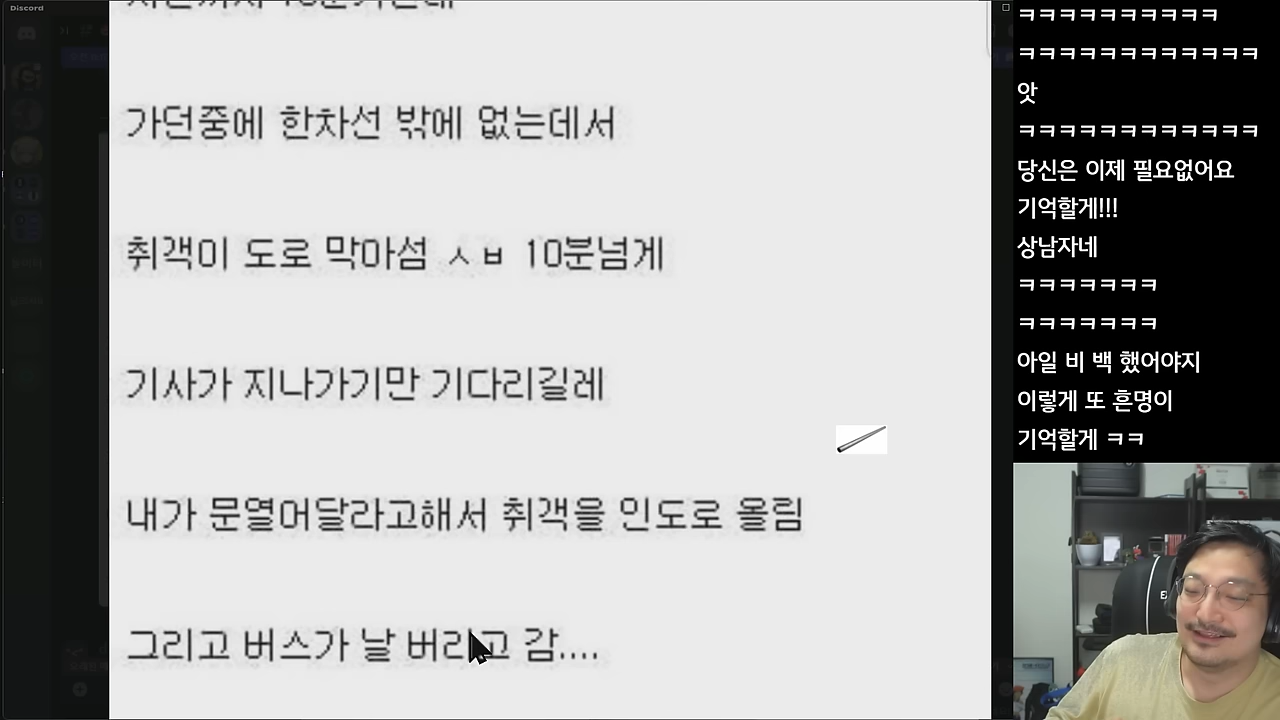 Discord
가던중에 한차선 밖에 없는데서
취객이 도로 막아섬 ㅅㅂ 10분넘게
기사가 지나가기만 기다리길레
내가 문열어달라고해서 취객을 인도로 올림
그리고 버스가 날 버리고 감....
ㅋㅋㅋㅋㅋㅋㅋㅋㅋㅋ
ㅋㅋㅋㅋㅋㅋㅋㅋㅋㅋㅋㅋ
앗
ㅋㅋㅋㅋㅋㅋㅋㅋㅋㅋㅋㅋ
당신은 이제 필요없어요
기억할게!!!
상남자네
ㅋㅋㅋㅋㅋㅋㅋ
ㅋㅋㅋㅋㅋㅋㅋ
아일 비 백 했어야지
이렇게 또 흔명이
기억할게 ㅋㅋ